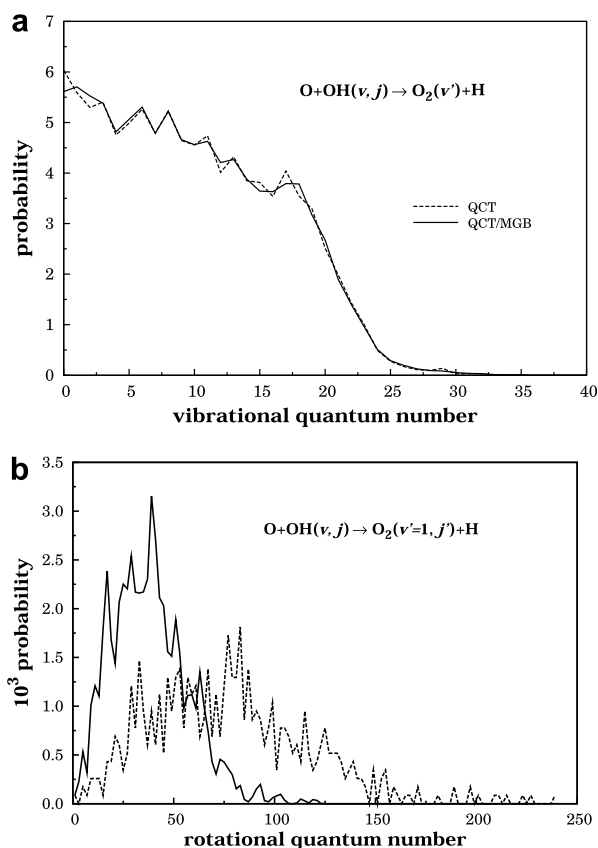 a
7
6
5
4
3
2
1
0
probability
O+OH(v, j) → O₂(v')+H
QCT
QCT/MGB
0 5 10 15 20 25 30 35 40
vibrational quantum number
b
3.5
3.0
2.5
2.0
1.5
1.0
0.5
0.0
10³ probability
O+OH(v, j) → O₂(v'=1, j')+H
0 50 100 150 200 250
rotational quantum number